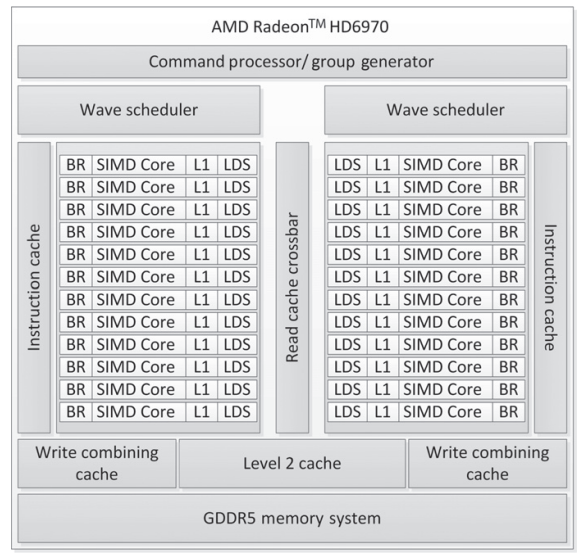 AMD Radeon™ HD6970
Command processor/ group generator
Wave scheduler
Wave scheduler
Instruction cache
BR SIMD Core L1 LDS
BR SIMD Core L1 LDS
BR SIMD Core L1 LDS
BR SIMD Core L1 LDS
BR SIMD Core L1 LDS
BR SIMD Core L1 LDS
BR SIMD Core L1 LDS
BR SIMD Core L1 LDS
BR SIMD Core L1 LDS
BR SIMD Core L1 LDS
BR SIMD Core L1 LDS
BR SIMD Core L1 LDS
Read cache crossbar
LDS L1 SIMD Core BR
LDS L1 SIMD Core BR
LDS L1 SIMD Core BR
LDS L1 SIMD Core BR
LDS L1 SIMD Core BR
LDS L1 SIMD Core BR
LDS L1 SIMD Core BR
LDS L1 SIMD Core BR
LDS L1 SIMD Core BR
LDS L1 SIMD Core BR
LDS L1 SIMD Core BR
LDS L1 SIMD Core BR
Instruction cache
Write combining
cache
Level 2 cache
Write combining
cache
GDDR5 memory system